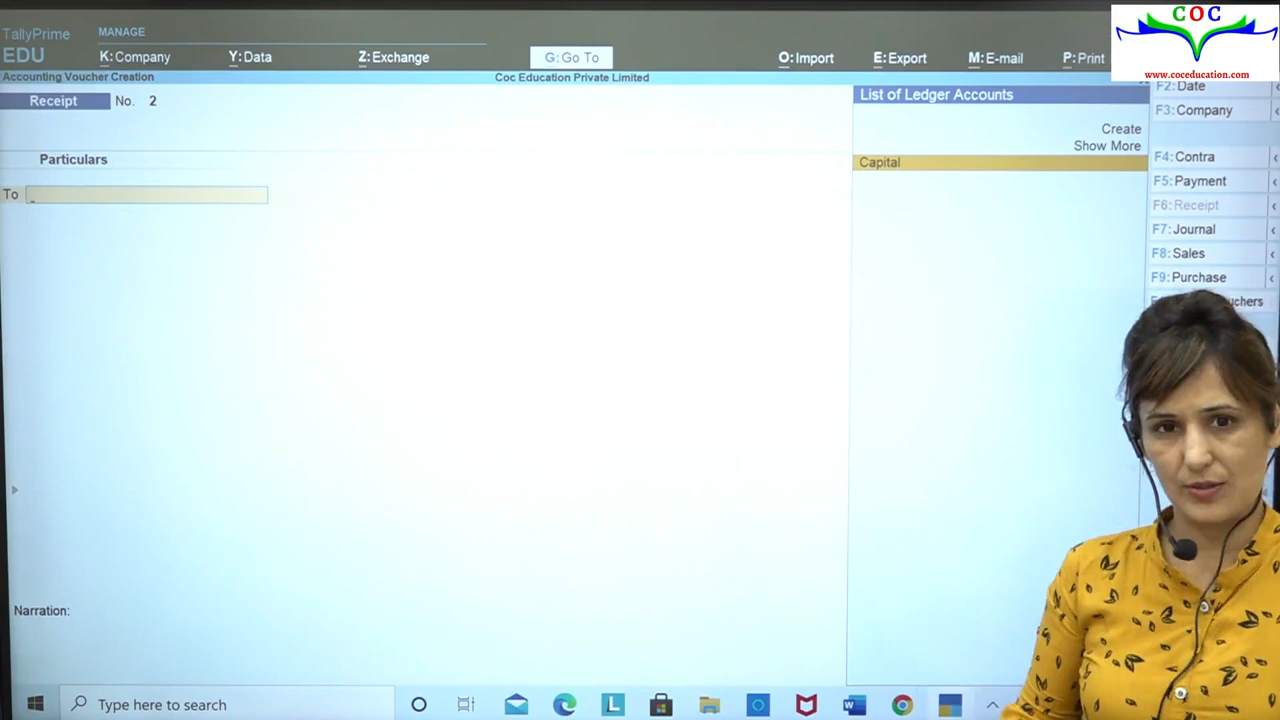 TallyPrime
EDU
MANAGE
K:Company
Y:Data
Z:Exchange
G:Go To
O:Import
E:Export
M:E-mail
P:Print
COC
www.coceducation.com
Accounting Voucher Creation
Coc Education Private Limited
Receipt No. 2
Particulars
To
List of Ledger Accounts
Create
Show More
Capital
F2:Date
F3:Company
F4:Contra
F5:Payment
F6:Receipt
F7:Journal
F8:Sales
F9:Purchase
Narration:
Type here to search